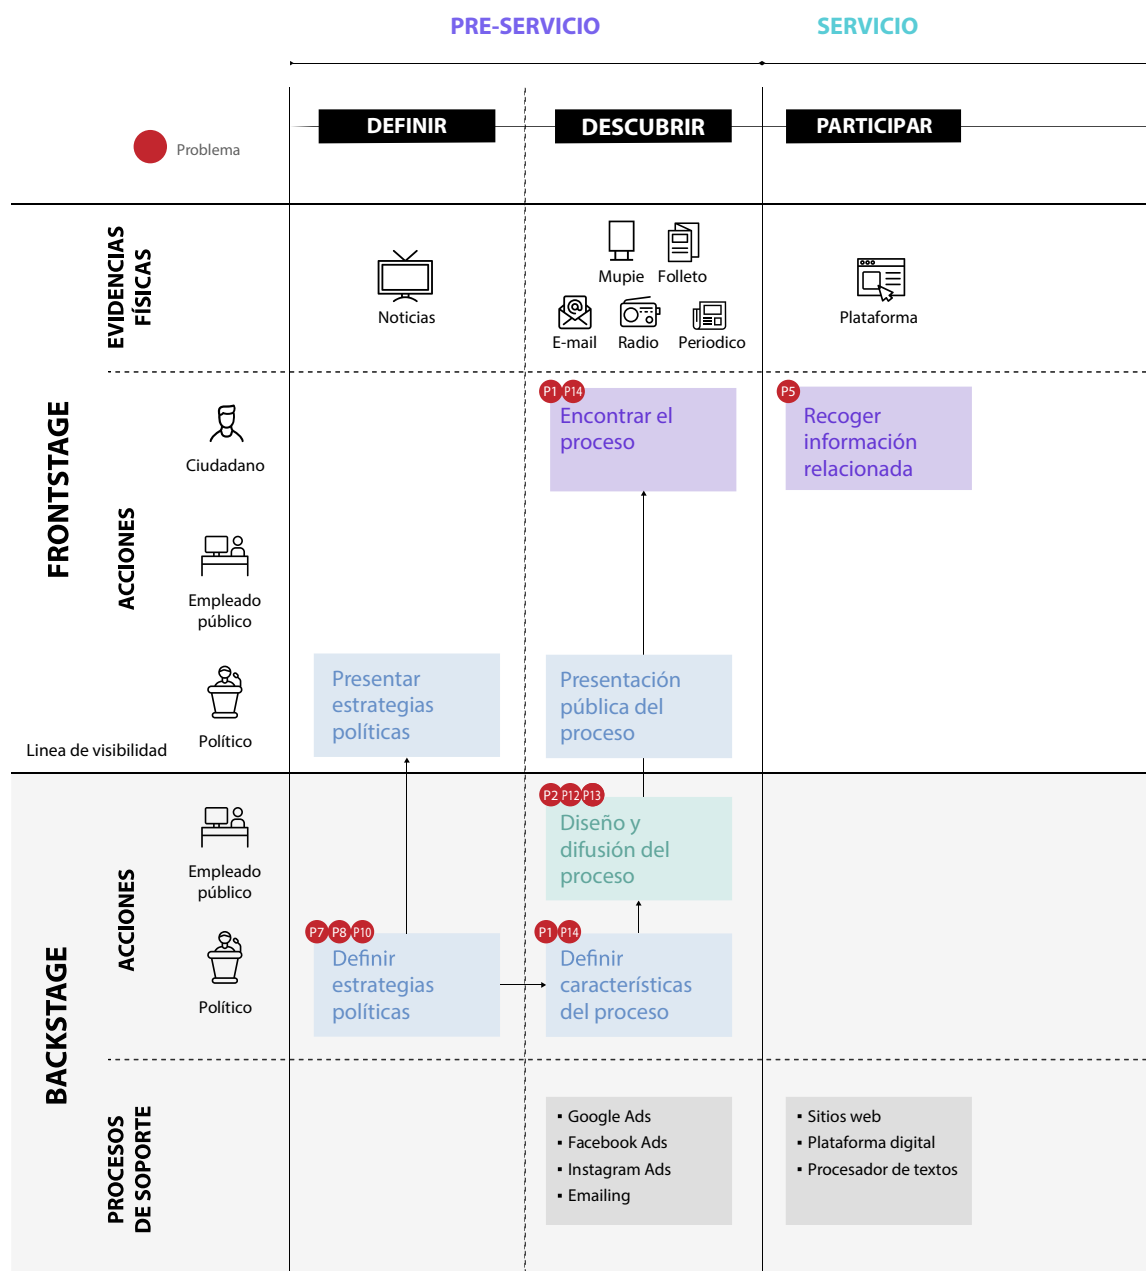 PRE-SERVICIO
SERVICIO
DEFINIR
DESCUBRIR
PARTICIPAR
Problema
EVIDENCIAS
FÍSICAS
Noticias
Mupie
Folleto
E-mail
Radio
Periodico
Plataforma
FRONTSTAGE
ACCIONES
Ciudadano
P1
P14
Encontrar el
proceso
P5
Recoger
información
relacionada
Empleado
público
Político
Presentar
estrategias
políticas
Presentación
pública del
proceso
Linea de visibilidad
BACKSTAGE
ACCIONES
Empleado
público
P2
P12
P13
Diseño y
difusión del
proceso
Político
P7
P8
P10
Definir
estrategias
políticas
P1
P14
Definir
características
del proceso
PROCESOS
DE SOPORTE
▪ Google Ads
▪ Facebook Ads
▪ Instagram Ads
▪ Emailing
▪ Sitios web
▪ Plataforma digital
▪ Procesador de textos